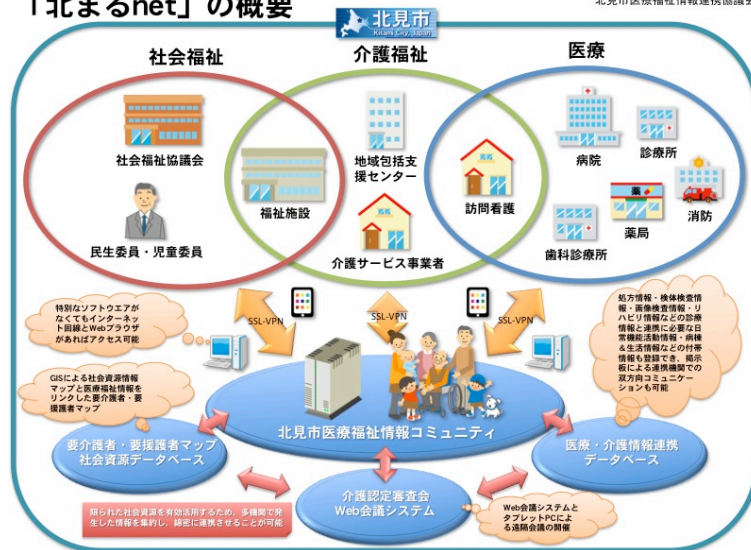 「北まるnet」の概要
北見市医療福祉情報連携協議会
北見市
Kitami City, Japan
社会福祉
介護福祉
医療
社会福祉協議会
民生委員・児童委員
福祉施設
地域包括支
援センター
介護サービス事業者
訪問看護
病院
診療所
薬
薬局
消防
歯科診療所
特別なソフトウエアが
なくてもインターネッ
ト回線とWebブラウザ
があればアクセス可能
SSL-VPN
SSL-VPN
SSL-VPN
処方情報・検体検査情
報・画像検査情報・リ
ハビリ情報などの診療
情報と連携に必要な日
常機能活動情報・病棟
&生活情報などの付帯
情報も登録でき、掲示
板による連携機関での
双方向コミュニケー
ションも可能
GISによる社会資源情報
マップと医療福祉情報を
リンクした要介護者・要
援護者マップ
北見市医療福祉情報コミュニティ
要介護者・要援護者マップ
社会資源データベース
医療・介護情報連携
データベース
介護認定審査会
Web会議システム
限られた社会資源を有効活用するため、多機関で発
生した情報を集約し、綿密に連携させることが可能
Web会議システムと
タブレットPCによ
る遠隔会議の開催